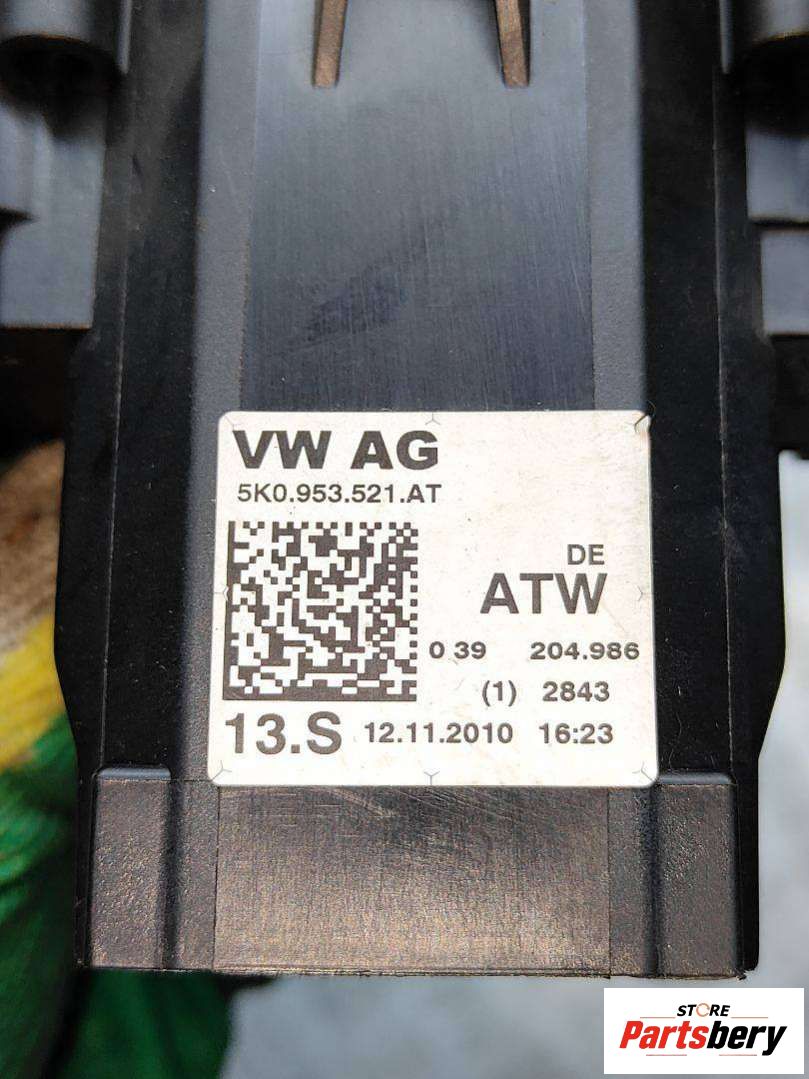 VW AG
5K0.953.521.AT
DE
ATW
0 39 204.986
(1) 2843
13.S 12.11.2010 16:23
STORE
Partsbery